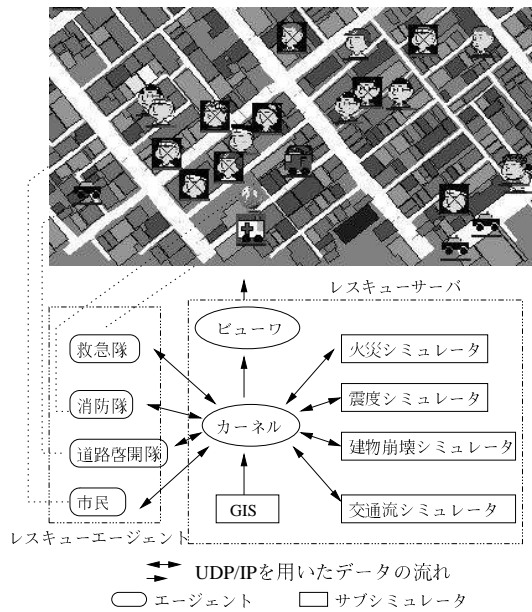 レスキューサーバ
ビューワ
救急隊
火災シミュレータ
消防隊
震度シミュレータ
カーネル
道路啓開隊
建物崩壊シミュレータ
市民
GIS
交通流シミュレータ
レスキューエージェント
UDP/IPを用いたデータの流れ
エージェント
サブシミュレータ